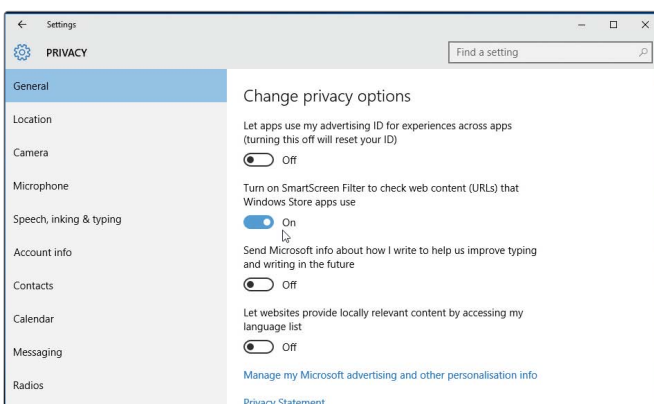 Settings
PRIVACY
Find a setting
General
Location
Camera
Microphone
Speech, inking & typing
Account info
Contacts
Calendar
Messaging
Radios
Change privacy options
Let apps use my advertising ID for experiences across apps
(turning this off will reset your ID)
Off
Turn on SmartScreen Filter to check web content (URLs) that
Windows Store apps use
On
Send Microsoft info about how I write to help us improve typing
and writing in the future
Off
Let websites provide locally relevant content by accessing my
language list
Off
Manage my Microsoft advertising and other personalisation info
Privacy Statement